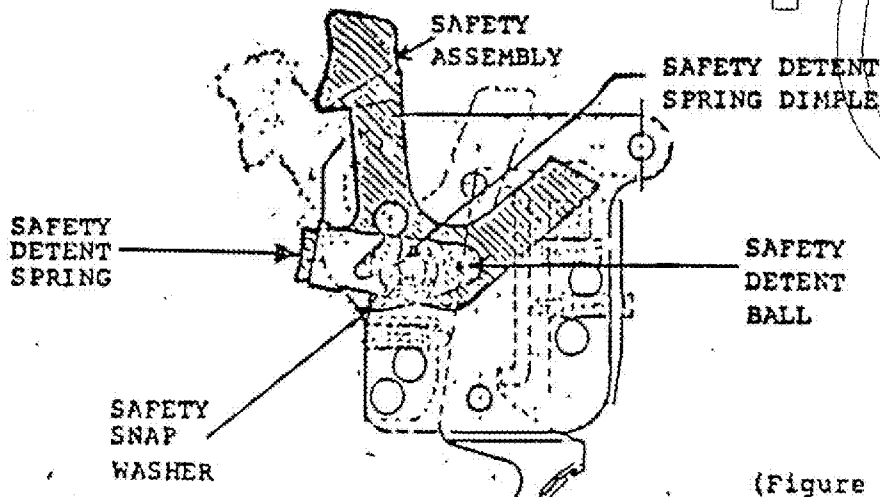 SAFETY
ASSEMBLY
SAFETY DETENT
SPRING DIMPLE
SAFETY
DETENT
SPRING
SAFETY
DETENT
BALL
SAFETY
SNAP
WASHER
(Figure